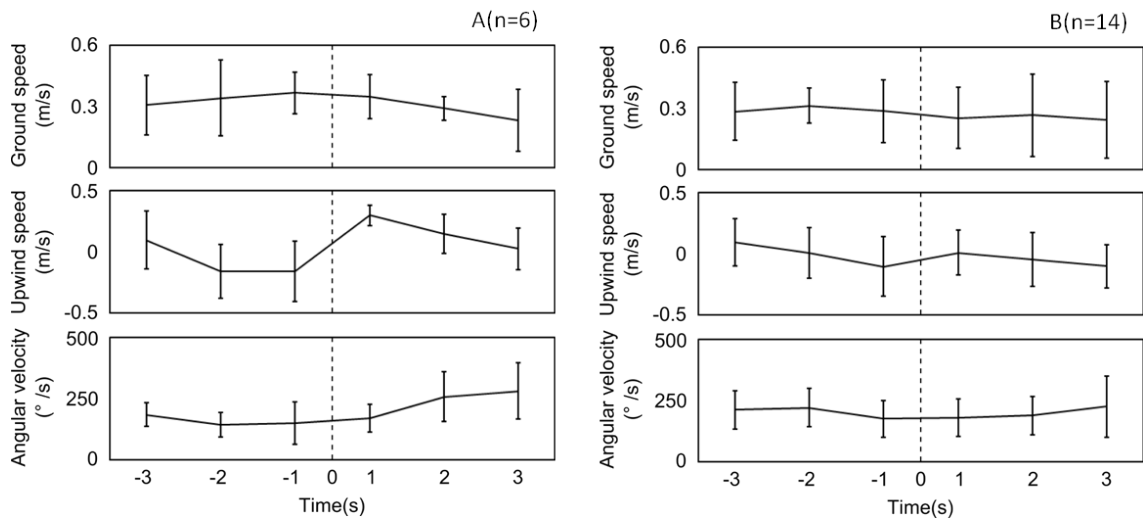 A(n=6)
0.6
0.3
0
Ground speed
(m/s)
0.5
0
-0.5
Upwind speed
(m/s)
500
250
0
Angular velocity
(° /s)
-3 -2 -1 0 1 2 3
Time(s)
B(n=14)
0.6
0.3
0
Ground speed
(m/s)
0.5
0
-0.5
Upwind speed
(m/s)
500
250
0
Angular velocity
(° /s)
-3 -2 -1 0 1 2 3
Time(s)